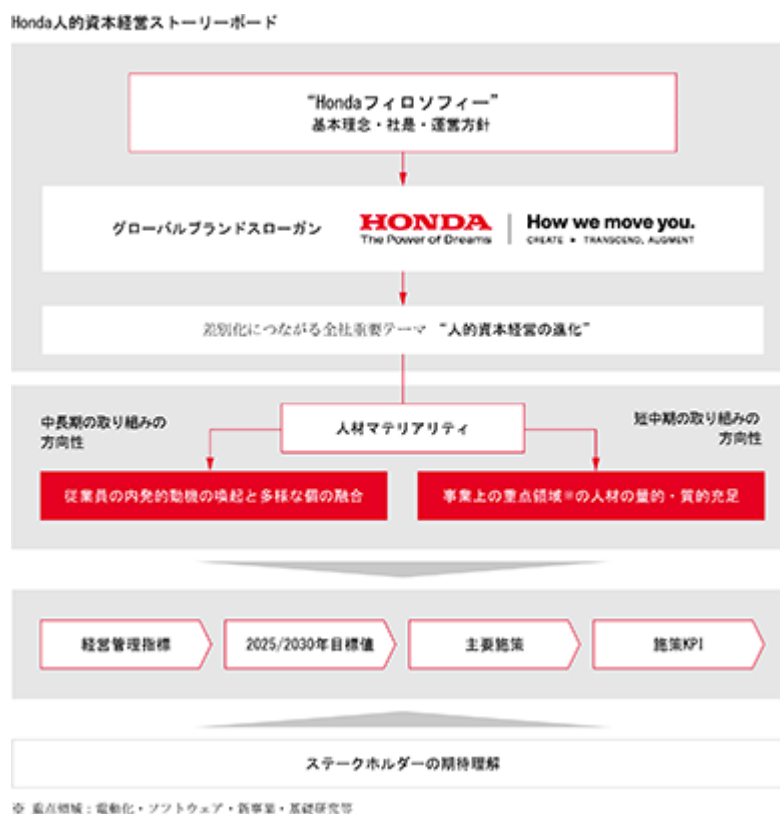 Honda人的資本経営ストーリーボード
“Hondaフィロソフィー”
基本理念・社是・運営方針
グローバルブランドスローガン
HONDA
The Power of Dreams
How we move you.
CREATE ▸ TRANSCEND, AUGMENT
差別化につながる全社重要テーマ “人的資本経営の進化”
中長期の取り組みの
方向性
人材マテリアリティ
短中期の取り組みの
方向性
従業員の内発的動機の喚起と多様な個の融合
事業上の重点領域※の人材の量的・質的充足
経営管理指標
2025/2030年目標値
主要施策
施策KPI
ステークホルダーの期待理解
※ 重点領域：電動化・ソフトウェア・新事業・基礎研究等